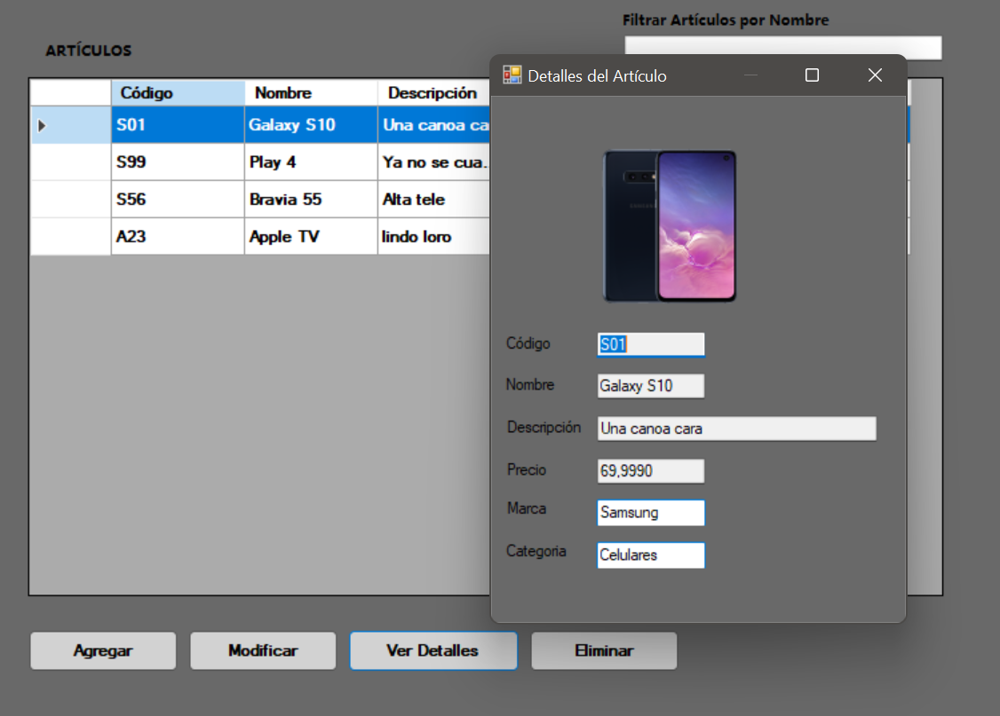 Filtrar Artículos por Nombre
ARTÍCULOS
Código Nombre Descripción
S01 Galaxy S10 Una canoa ca
S99 Play 4 Ya no se cua...
S56 Bravia 55 Alta tele
A23 Apple TV lindo loro
Detalles del Artículo
Código S01
Nombre Galaxy S10
Descripción Una canoa cara
Precio 69,9990
Marca Samsung
Categoria Celulares
Agregar Modificar Ver Detalles Eliminar